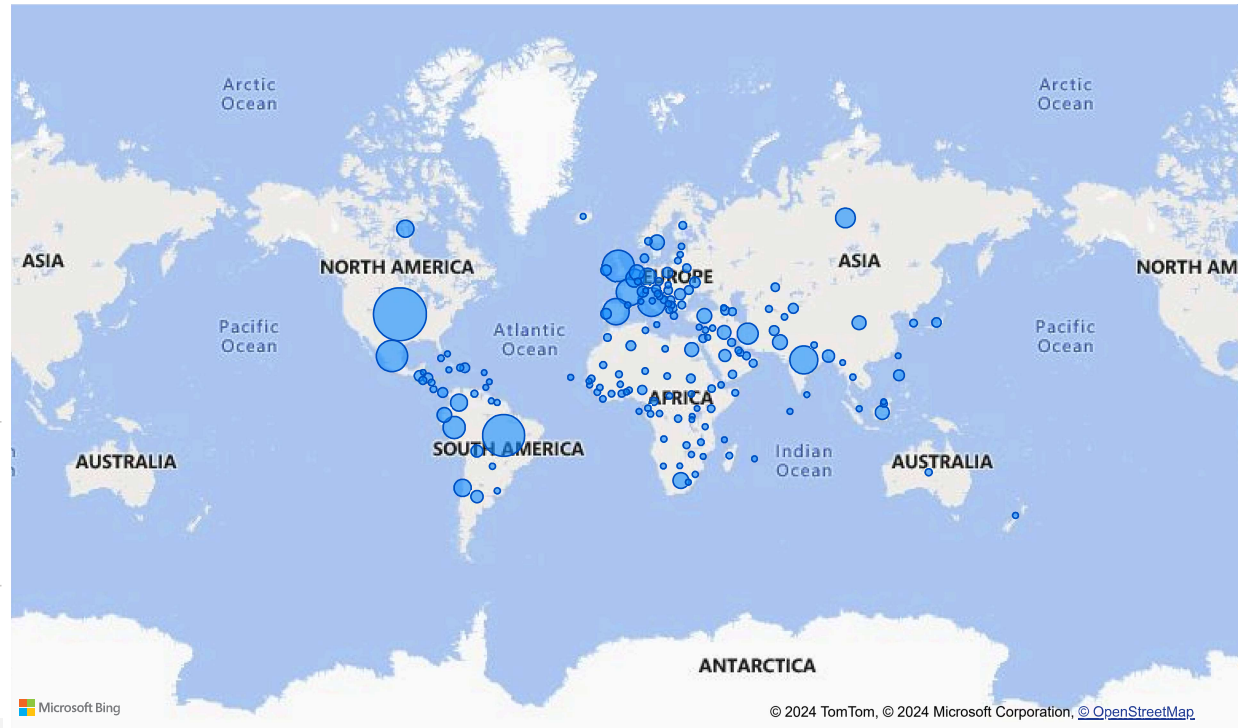 Arctic
Ocean
Arctic
Ocean
ASIA
NORTH AMERICA
EUROPE
ASIA
NORTH AM
Pacific
Ocean
Atlantic
Ocean
Pacific
Ocean
AFRICA
SOUTH AMERICA
AUSTRALIA
Indian
Ocean
AUSTRALIA
ANTARCTICA
Microsoft Bing
© 2024 TomTom, © 2024 Microsoft Corporation, © OpenStreetMap